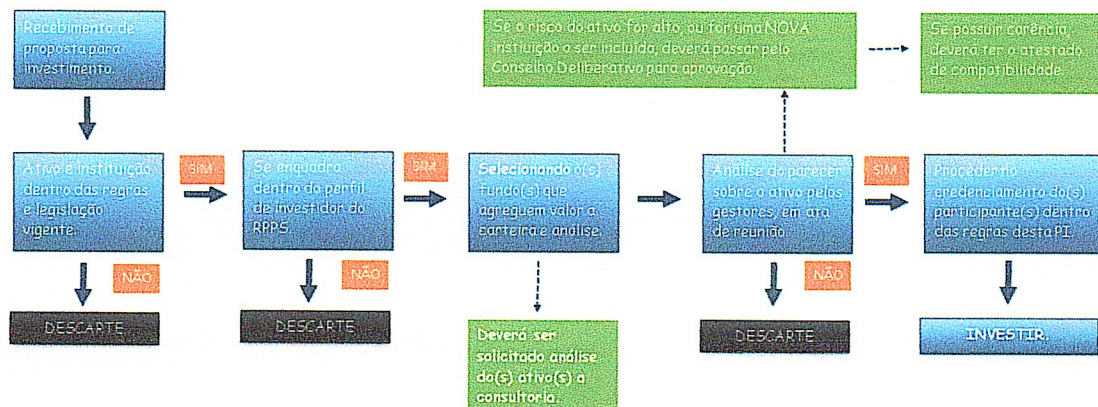 Recebimento de
proposta para
investimento.
Se o risco do ativo for alto, ou for uma NOVA
instiuição a ser incluída, deverá passar pelo
Conselho Deliberativo para aprovação.
Se possuir carência,
deverá ter o atestado
de compatibilidade.
Ativo e instituição
dentro das regras
e legislação
vigente.
SIM
Se enquadra
dentro do perfil
de investidor do
RPPS.
SIM
Selecionando o(s)
fundo(s) que
agreguem valor a
carteira e análise.
Análise do parecer
sobre o ativo pelos
gestores, em ata
de reunião.
SIM
Proceder o
credenciamento do(s)
participante(s) dentro
das regras desta PI.
NÃO
NÃO
NÃO
DESCARTE
DESCARTE
Deverá ser
solicitado análise
do(s) ativo(s) a
consultoria.
DESCARTE
INVESTIR.